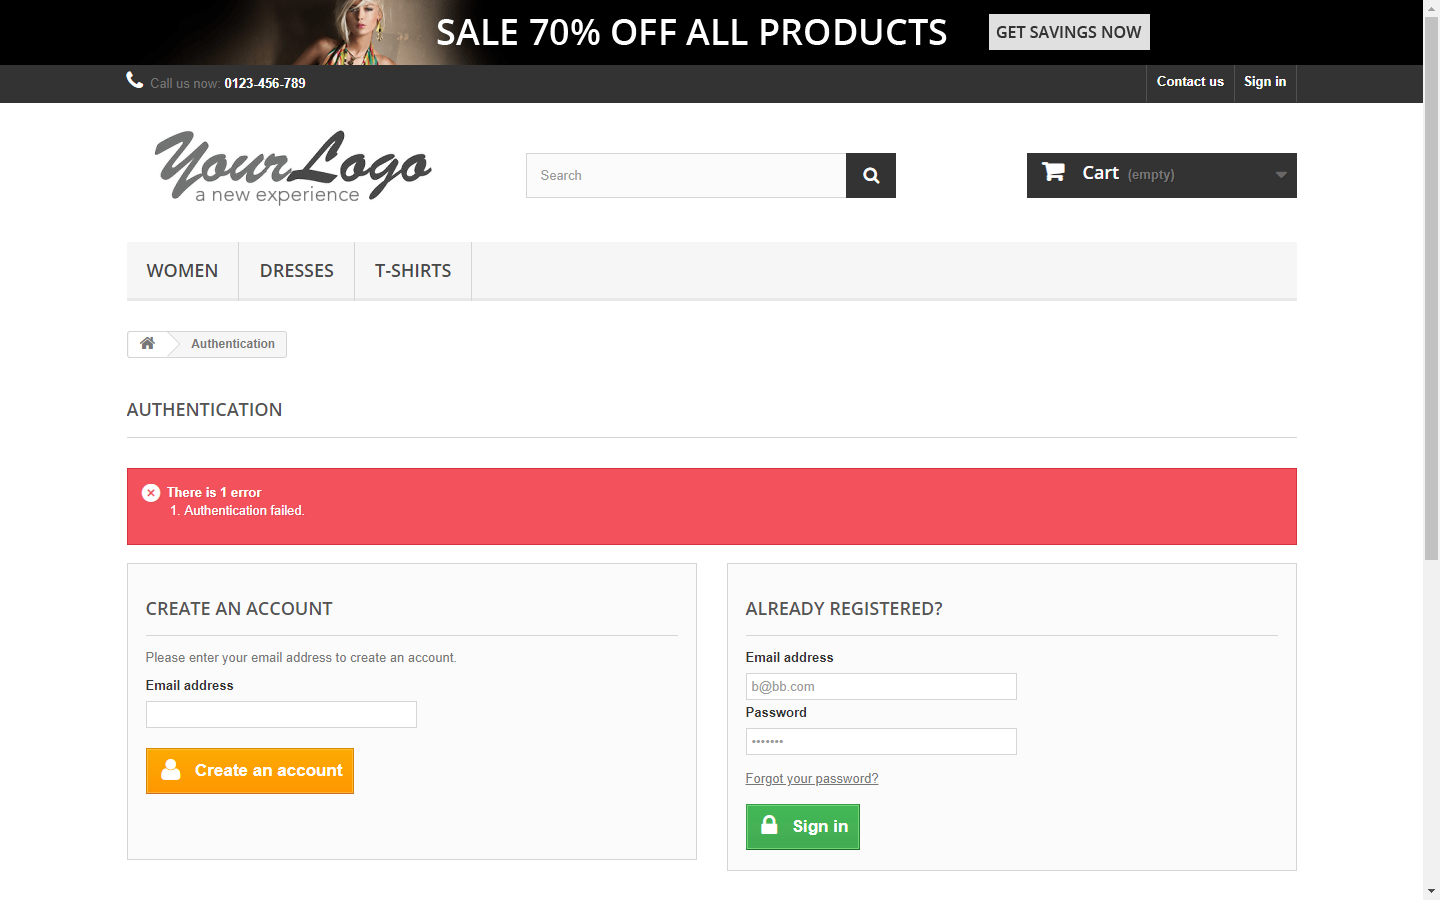 SALE 70% OFF ALL PRODUCTS GET SAVINGS NOW
Call us now: 0123-456-789 Contact us Sign in
YourLogo
a new experience
Search
Cart (empty)
WOMEN DRESSES T-SHIRTS
Authentication
AUTHENTICATION
There is 1 error
1. Authentication failed.
CREATE AN ACCOUNT
Please enter your email address to create an account.
Email address
Create an account
ALREADY REGISTERED?
Email address
b@bb.com
Password
•••••••
Forgot your password?
Sign in